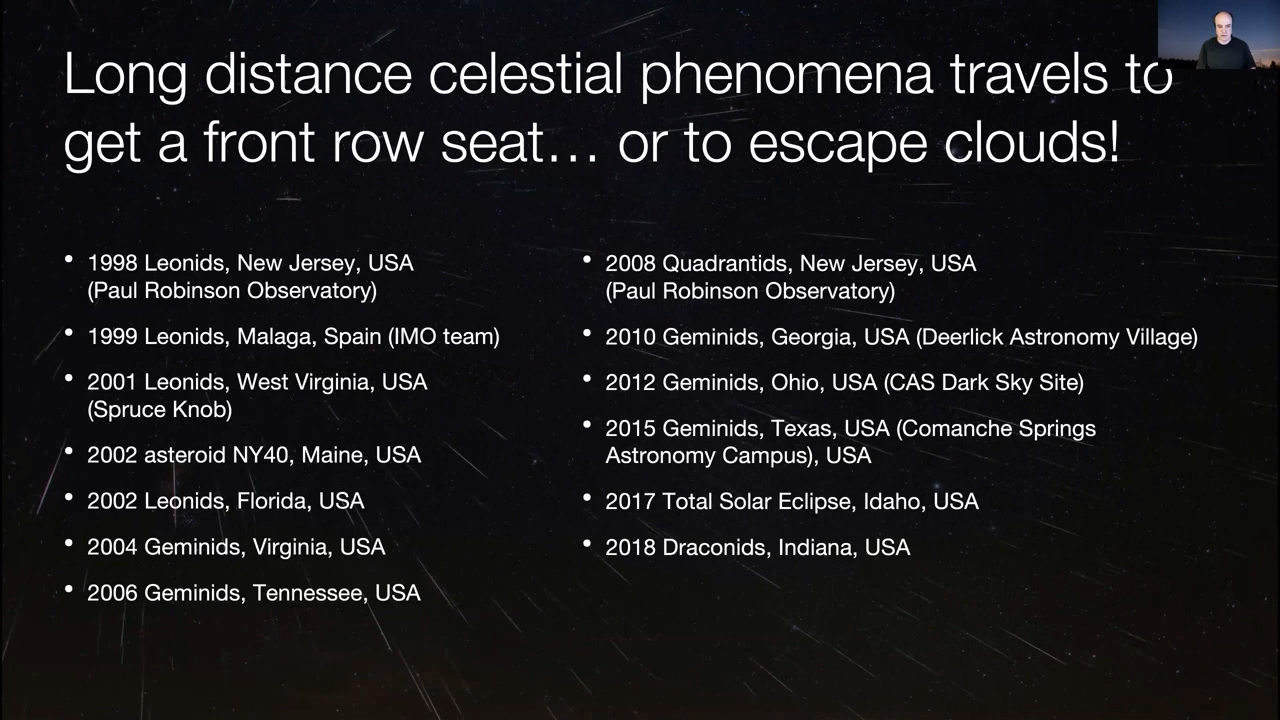 Long distance celestial phenomena travels to
get a front row seat… or to escape clouds!
• 1998 Leonids, New Jersey, USA
(Paul Robinson Observatory)
• 1999 Leonids, Malaga, Spain (IMO team)
• 2001 Leonids, West Virginia, USA
(Spruce Knob)
• 2002 asteroid NY40, Maine, USA
• 2002 Leonids, Florida, USA
• 2004 Geminids, Virginia, USA
• 2006 Geminids, Tennessee, USA
• 2008 Quadrantids, New Jersey, USA
(Paul Robinson Observatory)
• 2010 Geminids, Georgia, USA (Deerlick Astronomy Village)
• 2012 Geminids, Ohio, USA (CAS Dark Sky Site)
• 2015 Geminids, Texas, USA (Comanche Springs
Astronomy Campus), USA
• 2017 Total Solar Eclipse, Idaho, USA
• 2018 Draconids, Indiana, USA